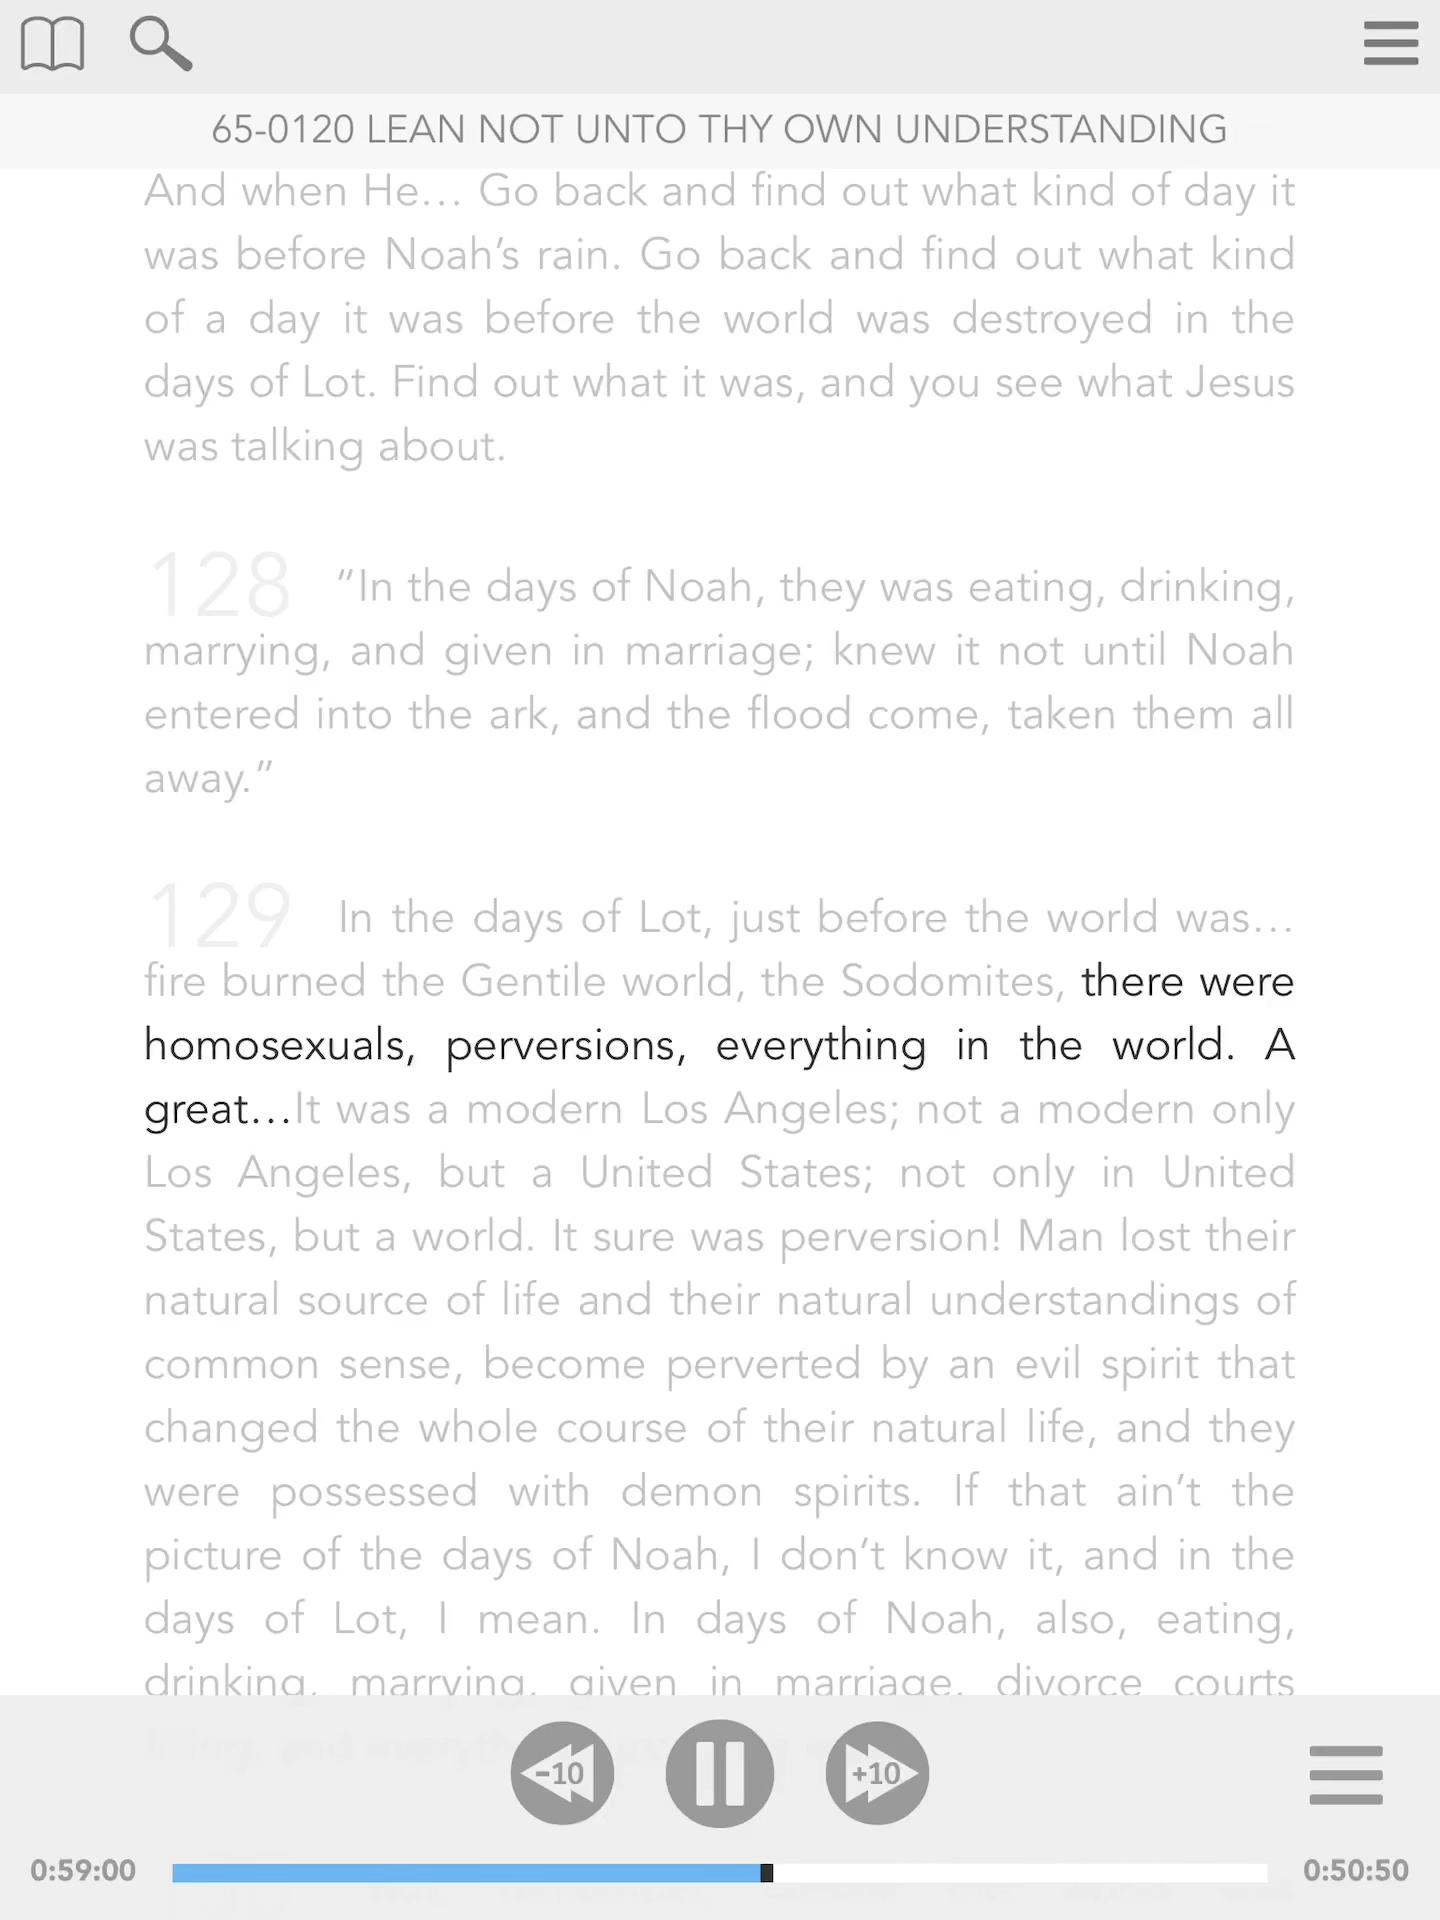 65-0120 LEAN NOT UNTO THY OWN UNDERSTANDING
And when He… Go back and find out what kind of day it
was before Noah’s rain. Go back and find out what kind
of a day it was before the world was destroyed in the
days of Lot. Find out what it was, and you see what Jesus
was talking about.
128 “In the days of Noah, they was eating, drinking,
marrying, and given in marriage; knew it not until Noah
entered into the ark, and the flood come, taken them all
away.”
129 In the days of Lot, just before the world was…
fire burned the Gentile world, the Sodomites, there were
homosexuals, perversions, everything in the world. A
great…It was a modern Los Angeles; not a modern only
Los Angeles, but a United States; not only in United
States, but a world. It sure was perversion! Man lost their
natural source of life and their natural understandings of
common sense, become perverted by an evil spirit that
changed the whole course of their natural life, and they
were possessed with demon spirits. If that ain’t the
picture of the days of Noah, I don’t know it, and in the
days of Lot, I mean. In days of Noah, also, eating,
drinking, marrying, given in marriage, divorce courts
-10 +10
0:59:00 0:50:50